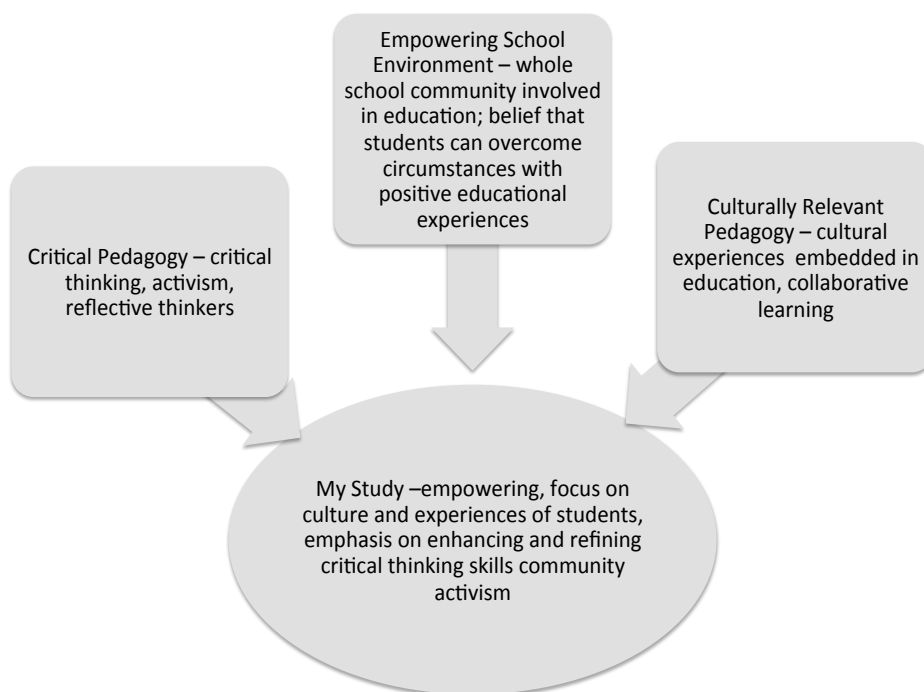 Empowering School
Environment – whole
school community involved
in education; belief that
students can overcome
circumstances with
positive educational
experiences
Critical Pedagogy – critical
thinking, activism,
reflective thinkers
Culturally Relevant
Pedagogy – cultural
experiences  embedded in
education, collaborative
learning
My Study –empowering, focus on
culture and experiences of students,
emphasis on enhancing and refining
critical thinking skills community
activism